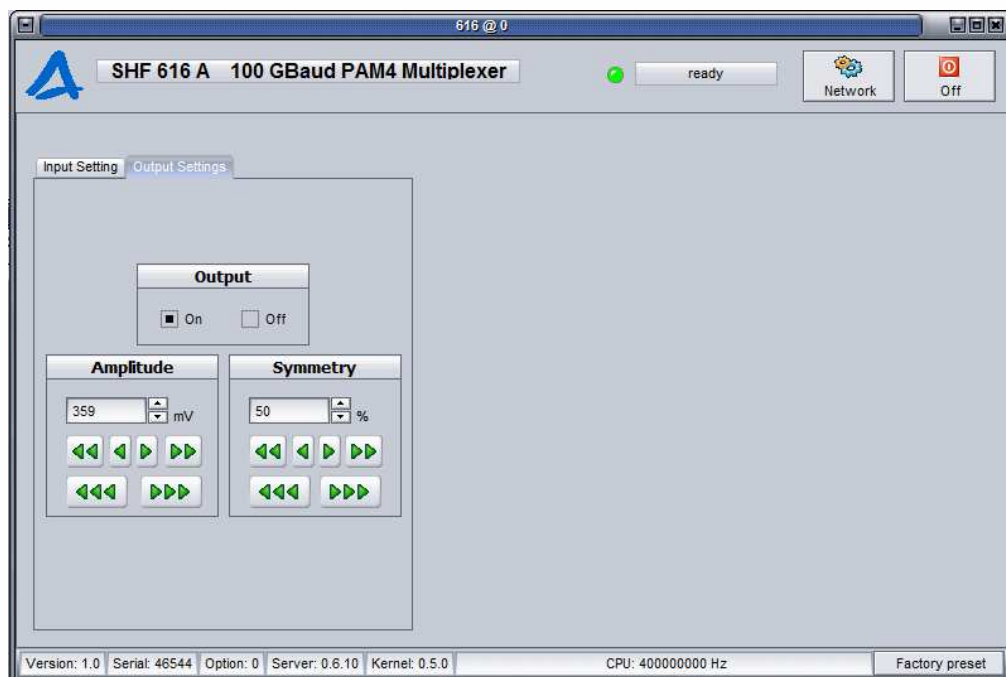 616 @ 0
SHF 616 A 100 GBaud PAM4 Multiplexer
ready
Network
Off
Input Setting
Output Settings
Output
On
Off
Amplitude
Symmetry
359
mV
50
%
Version: 1.0
Serial: 46544
Option: 0
Server: 0.6.10
Kernel: 0.5.0
CPU: 400000000 Hz
Factory preset